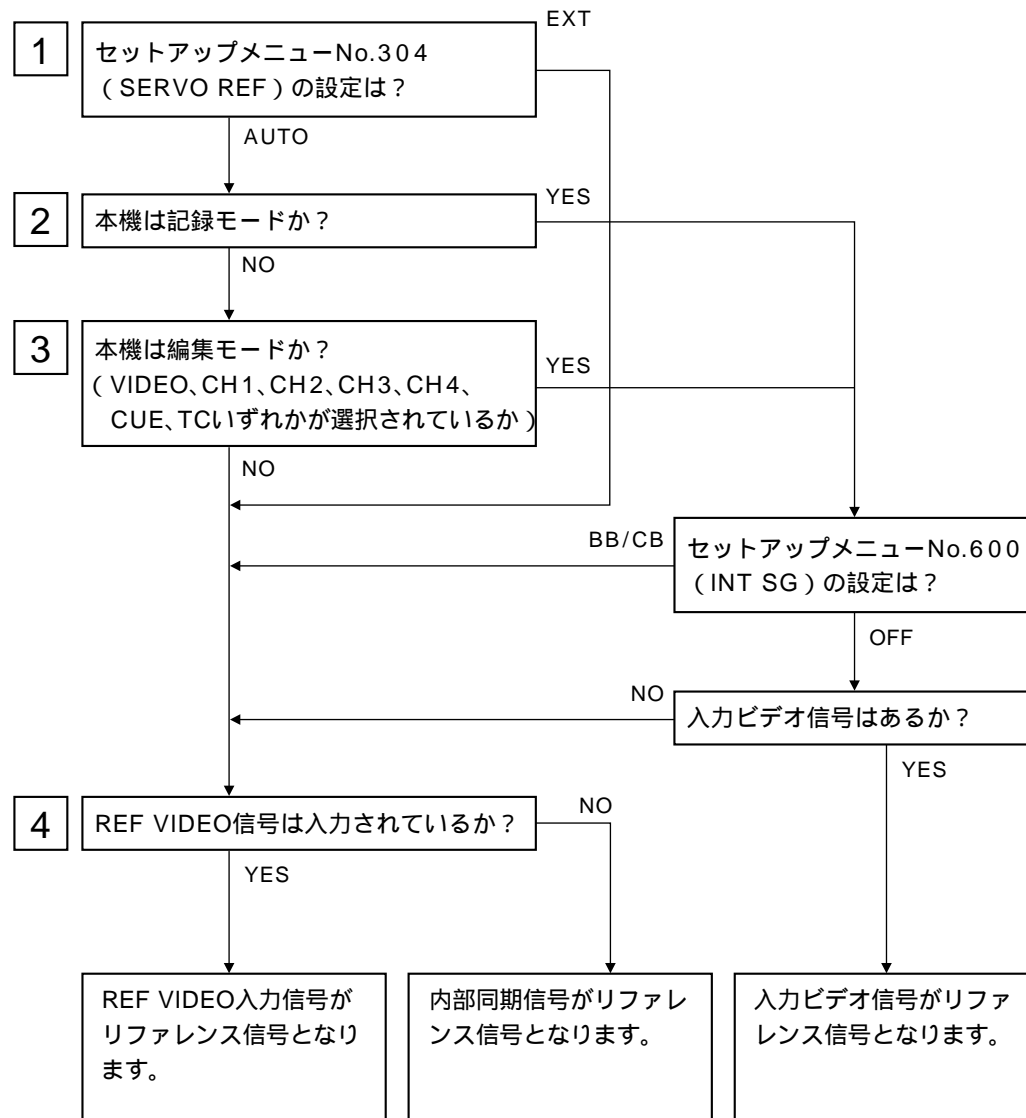 EXT
1
セットアップメニューNo.304
(SERVO REF)の設定は?
AUTO
YES
2
本機は記録モードか?
NO
3
本機は編集モードか?
(VIDEO、CH1、CH2、CH3、CH4、
CUE、TCいずれかが選択されているか)
YES
NO
BB/CB
セットアップメニューNo.600
(INT SG)の設定は?
OFF
NO
入力ビデオ信号はあるか?
YES
4
REF VIDEO信号は入力されているか?
NO
YES
REF VIDEO入力信号が
リファレンス信号となり
ます。
内部同期信号がリファレ
ンス信号となります。
入力ビデオ信号がリファ
レンス信号となります。